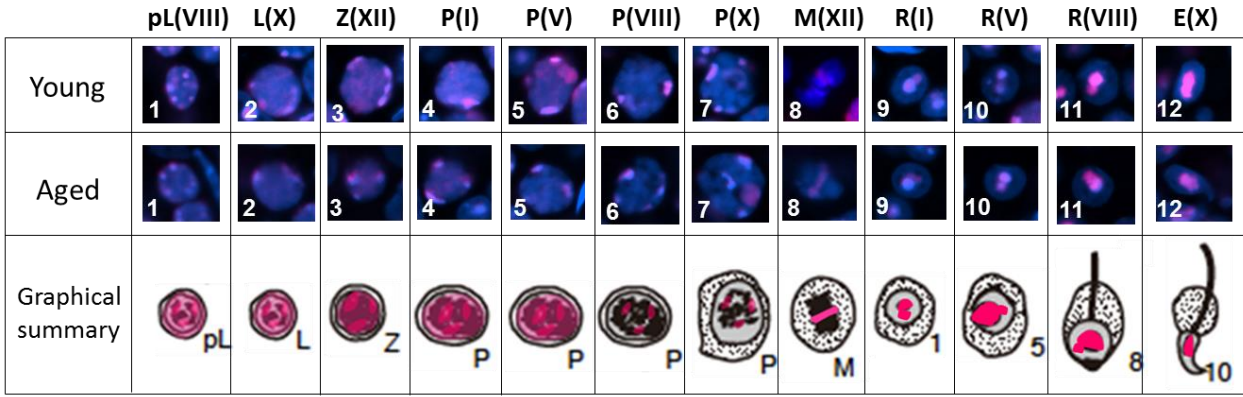 pL(VIII) L(X) Z(XII) P(I) P(V) P(VIII) P(X) M(XII) R(I) R(V) R(VIII) E(X)
Young 1 2 3 4 5 6 7 8 9 10 11 12
Aged 1 2 3 4 5 6 7 8 9 10 11 12
Graphical
summary
pL L Z P P P P M 1 5 8 10